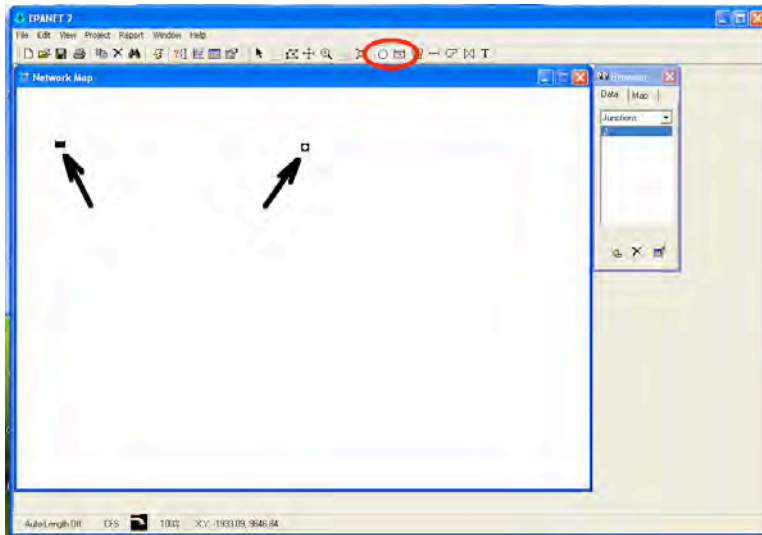 EPANET 2
File Edit View Project Report Window Help
T
Network Map
Browser
Data Map
Junctions
2
Auto-Length Off CFS 100% X,Y: -1933.09, 9846.84